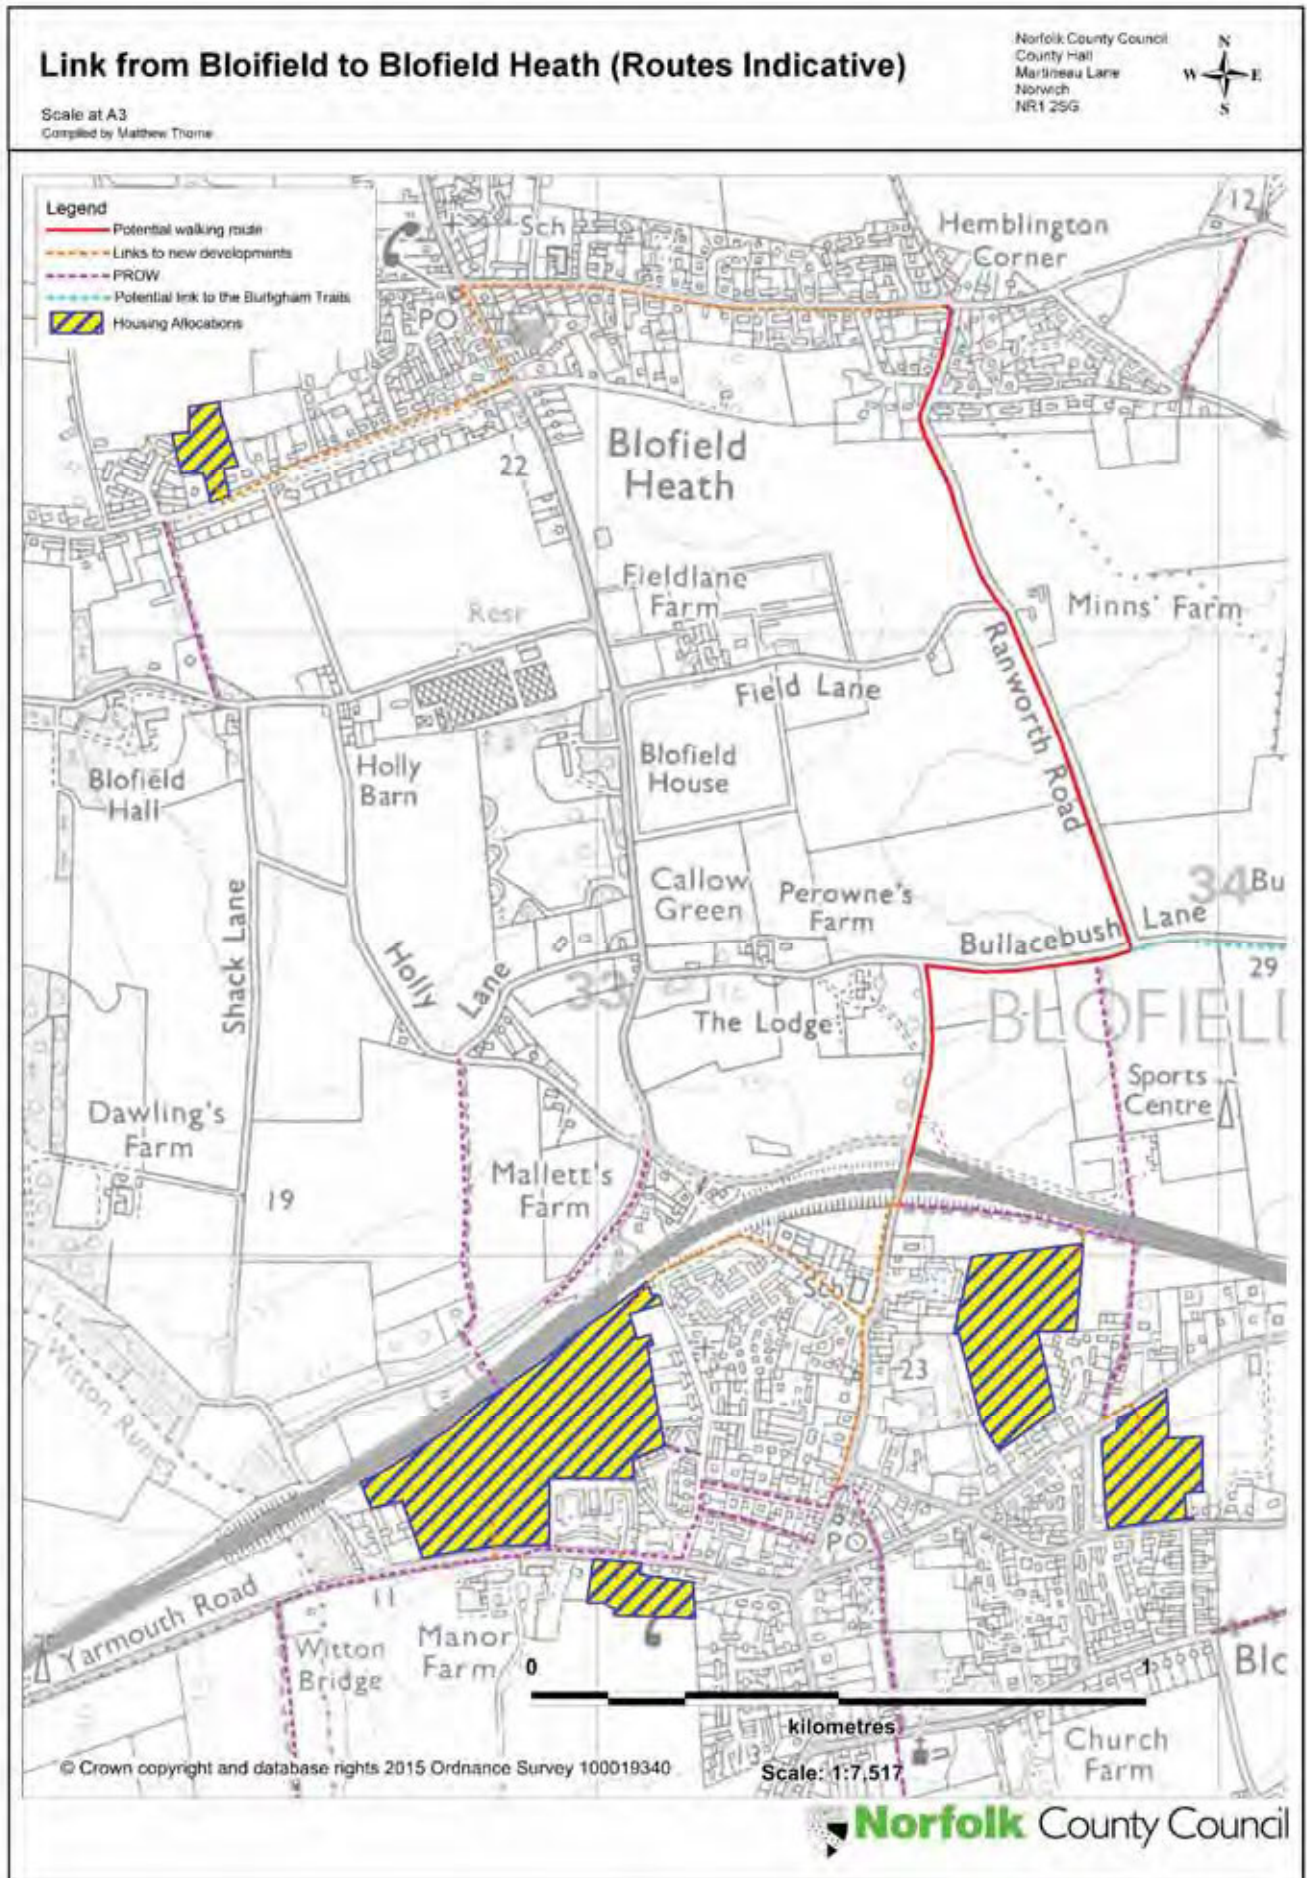 Link from Bloifield to Blofield Heath (Routes Indicative)
Scale at A3
Compiled by Matthew Thorne
Norfolk County Council
County Hall
Martineau Lane
Norwich
NR1 2SG
N
W E
S
Legend
Potential walking route
Links to new developments
PROW
Potential link to the Burligham Traits
Housing Allocations
Sch
Hemblington
Corner
12
PO
Blofield
Heath
22
Fieldlane
Farm
Minns' Farm
Resr
Ranworth Road
Field Lane
Blofield
Hall
Holly
Barn
Blofield
House
Shack Lane
Callow
Green
Perowne's
Farm
34
Bu
Bullacebush Lane
29
Holly Lane
33
The Lodge
BLOFIEL
Sports
Centre
Dawling's
Farm
19
Mallett's
Farm
Sch
Witton Run
23
PO
Yarmouth Road
11
Witton
Bridge
Manor
Farm
Blo
0 1
kilometres
13
Church
Farm
© Crown copyright and database rights 2015 Ordnance Survey 100019340
Scale: 1:7,517
Norfolk County Council